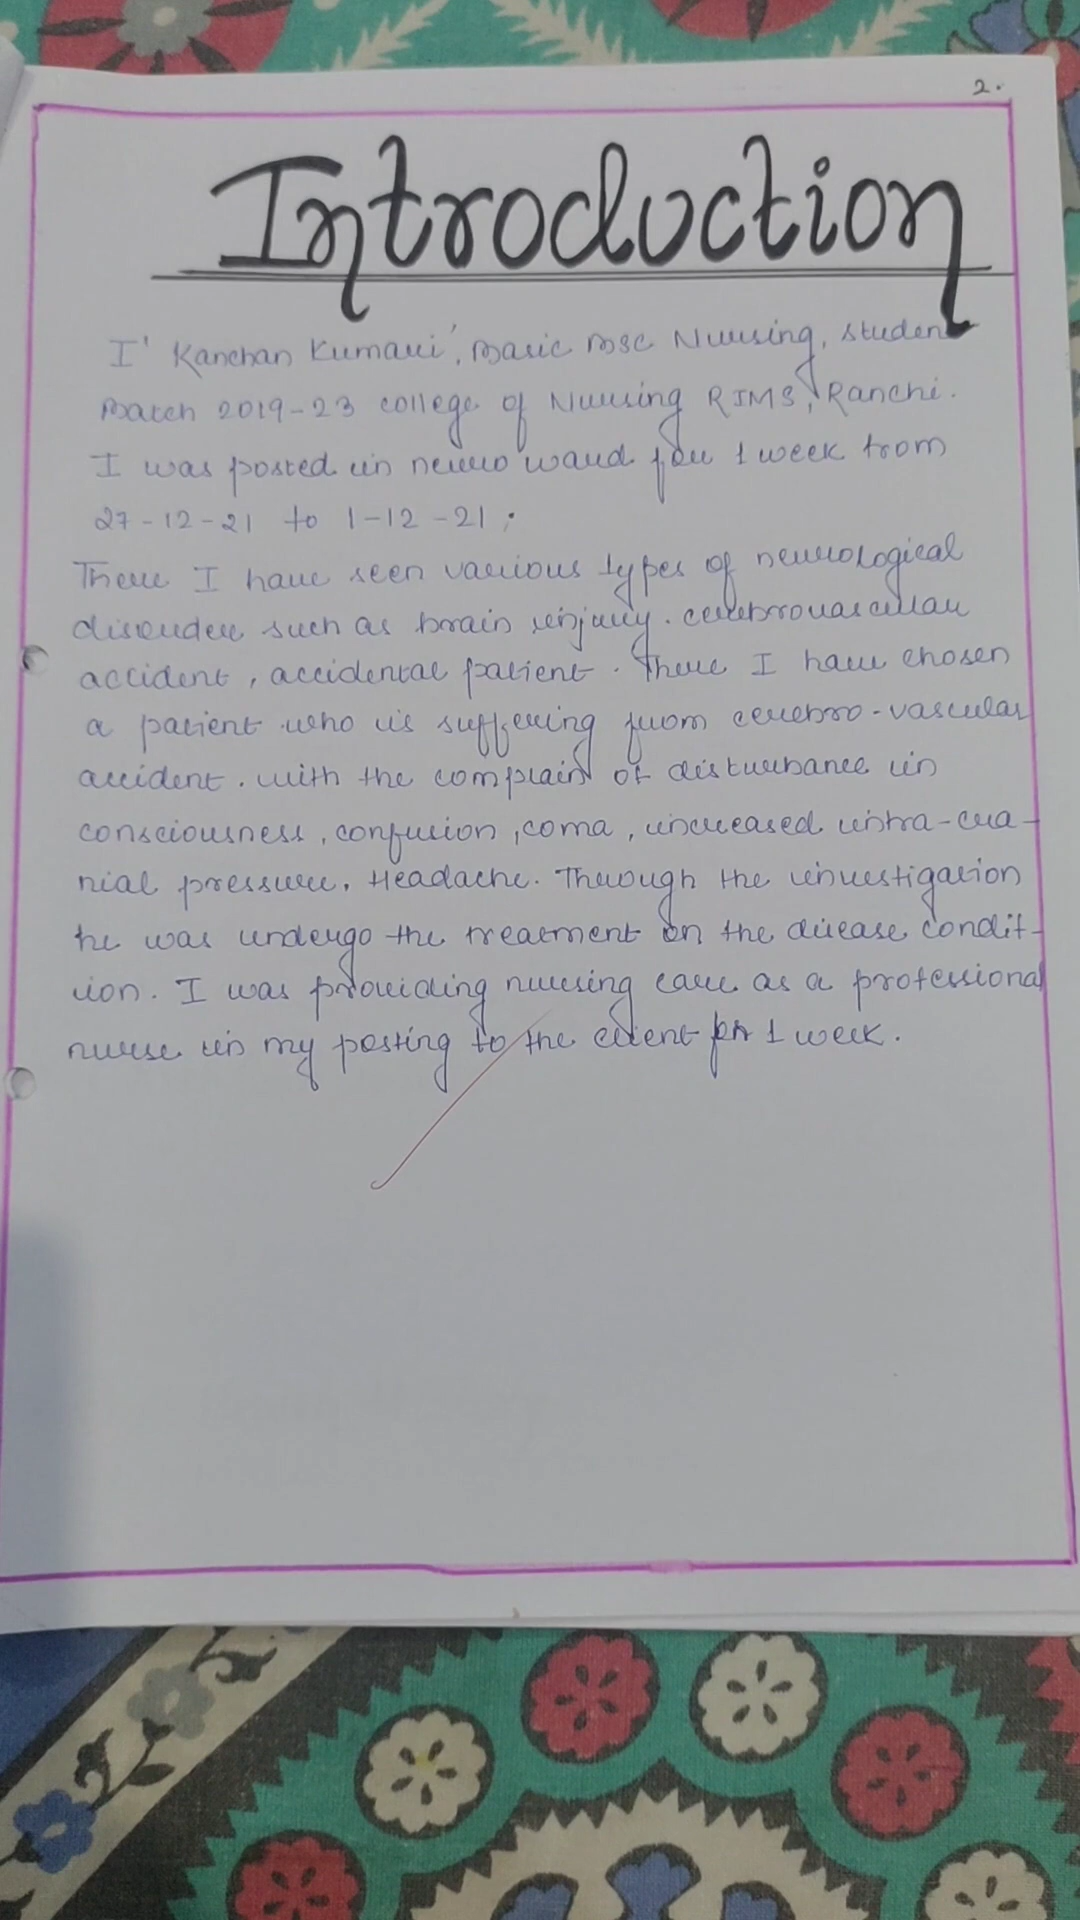 2.
Introduction
I' Kanchan Kumari', Basic BSC Nursing, student
Batch 2019-23 college of Nursing RIMS, Ranchi.
I was posted in neuro ward for 1 week from
27-12-21 to 1-12-21;
There I have seen various types of neurological
disorder such as brain injury. cerebrovascular
accident, accidental patient. There I have chosen
a patient who is suffering from cerebro-vascular
accident. with the complain of disturbance in
consciousness, confusion, coma, increased intra-cra-
nial pressure, Headache. Through the investigation
he was undergo the treatment on the disease condit-
ion. I was providing nursing care as a professional
nurse in my posting to the client for 1 week.